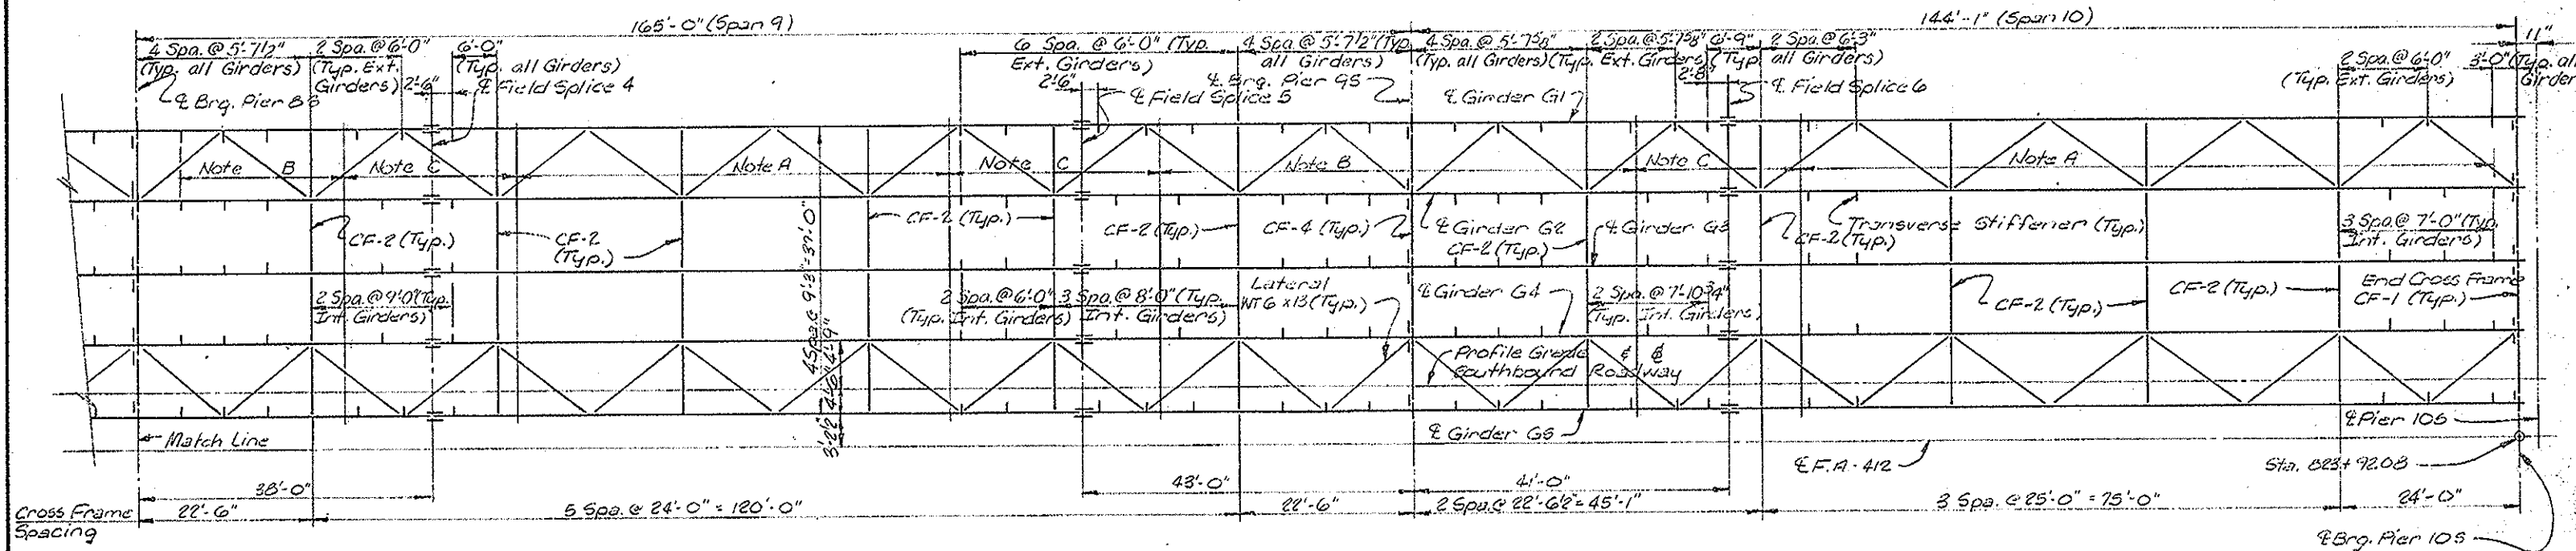 165'-0" (Span 9)
144'-1" (Span 10)
4 Spa. @ 5'-7½"
(Typ. all Girders)
2 Spa. @ 6'-0"
(Typ. Ext.
Girders)
6'-0"
(Typ. all Girders)
2'-6"
℄ Brg. Pier 8S
℄ Field Splice 4
6 Spa. @ 6'-0" (Typ.
Ext. Girders)
2'-6"
4 Spa. @ 5'-7½" (Typ.
all Girders)
℄ Brg. Pier 9S
℄ Field Splice 5
4 Spa. @ 5'-7⅝"
(Typ. all Girders)
2 Spa. @ 5'-7⅝"
(Typ. Ext. Girders)
6'-9"
(Typ.
2'-8"
2 Spa. @ 6'-3"
all Girders)
℄ Girder G1
℄ Field Splice 6
2 Spa. @ 6'-0"
(Typ. Ext. Girders)
11"
3'-0" (Typ. all
Girder
Note B
Note C
Note A
Note C
Note B
Note C
Note A
CF-2 (Typ.)
CF-2
(Typ.)
CF-2 (Typ.)
CF-2 (Typ.)
CF-4 (Typ.)
℄ Girder G2
CF-2 (Typ.)
℄ Girder G3
CF-2
(Typ.)
Transverse Stiffener (Typ.)
3 Spa. @ 7'-0" (Typ.
Int. Girders)
4 Spa. @ 9'-3" = 37'-0"
2 Spa. @ 9'-0" (Typ.
Int. Girders)
2 Spa. @ 6'-0"
(Typ. Int. Girders)
3 Spa. @ 8'-0" (Typ.
Int. Girders)
Lateral
WT 6 x 13 (Typ.)
℄ Girder G4
2 Spa. @ 7'-10¾"
(Typ. Int. Girders)
CF-2 (Typ.)
CF-2 (Typ.)
End Cross Frame
CF-1 (Typ.)
Profile Grade
Southbound Roadway
Match Line
℄ Girder G5
℄ Pier 10S
℄ F.A. 412
Sta. 823+92.08
38'-0"
43'-0"
41'-0"
Cross Frame
Spacing
22'-6"
5 Spa. @ 24'-0" = 120'-0"
22'-6"
2 Spa. @ 22'-6½" = 45'-1"
3 Spa. @ 25'-0" = 75'-0"
24'-0"
℄ Brg. Pier 10S